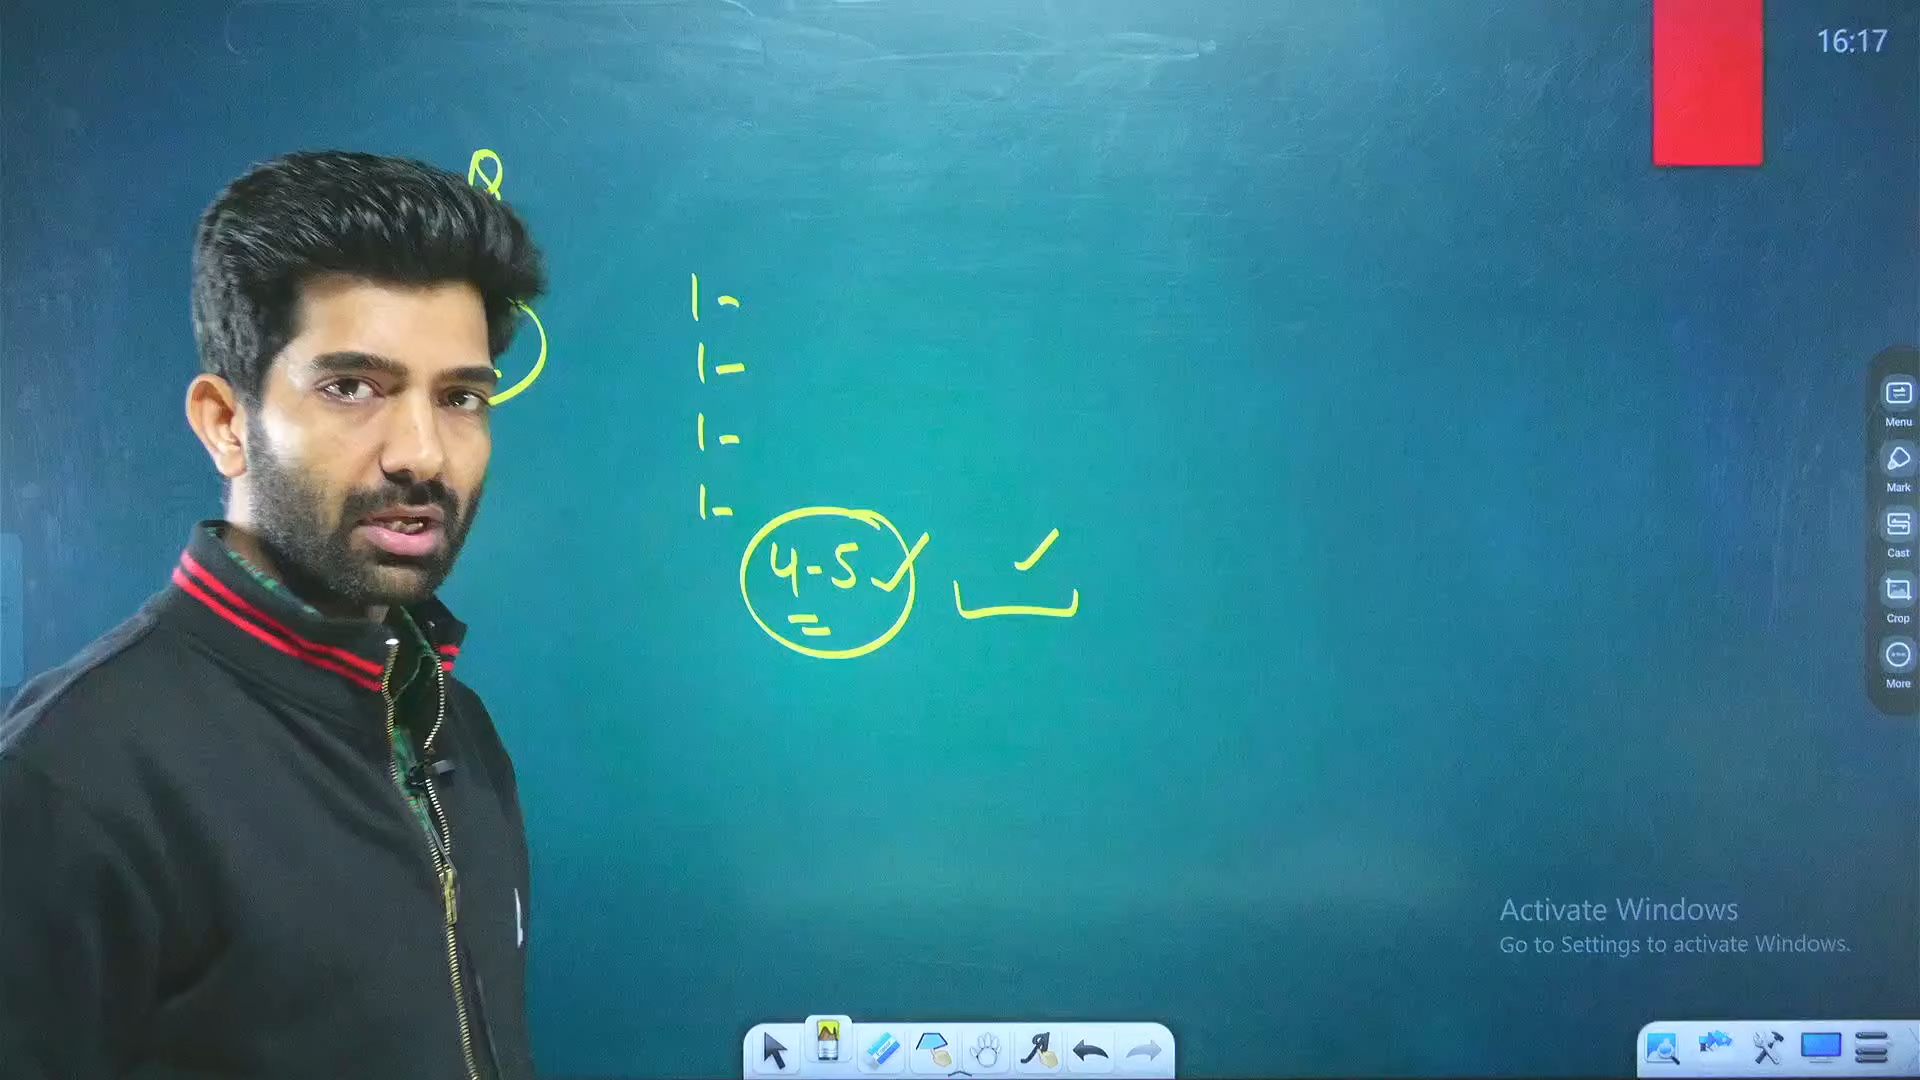 16:17
Q
1-
1-
1-
1-
4-5
Menu
Mark
Cast
Crop
More
Activate Windows
Go to Settings to activate Windows.